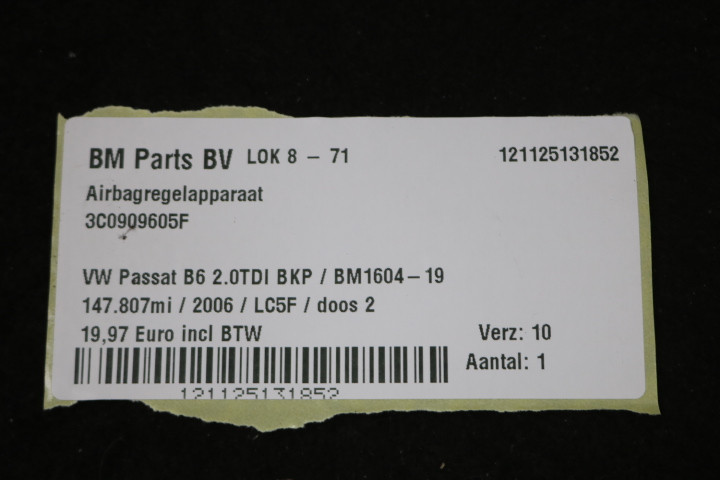 BM Parts BV LOK 8 – 71 121125131852
Airbagregelapparaat
3C0909605F
VW Passat B6 2.0TDI BKP / BM1604–19
147.807mi / 2006 / LC5F / doos 2
19,97 Euro incl BTW Verz: 10
Aantal: 1
121125131852